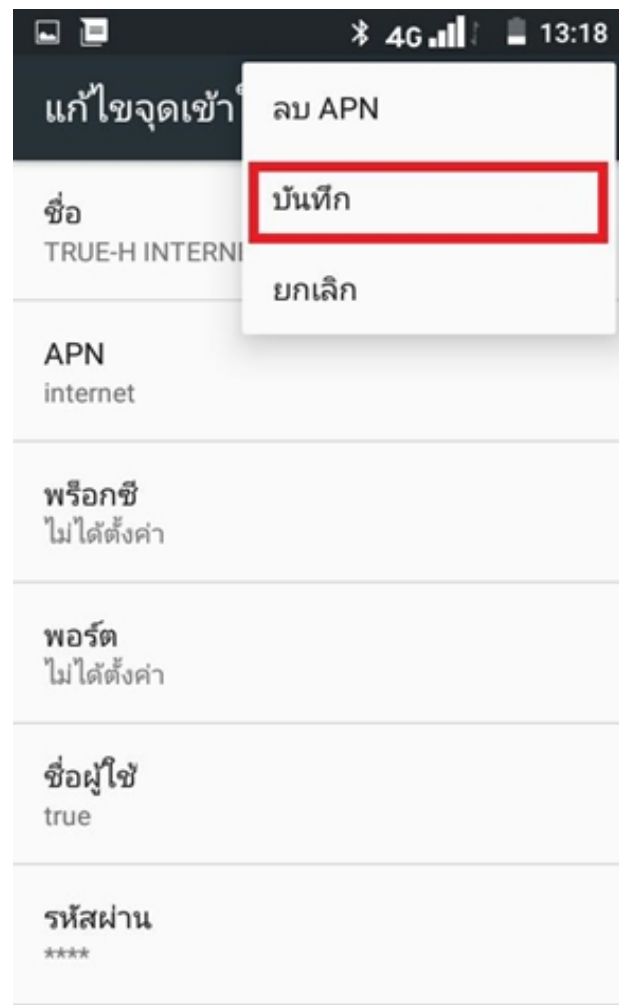 4G 13:18
แก้ไขจุดเข้า
ลบ APN
บันทึก
ยกเลิก
ชื่อ
TRUE-H
APN
internet
พร็อกซี
ไม่ได้ตั้งค่า
พอร์ต
ไม่ได้ตั้งค่า
ชื่อผู้ใช้
true
รหัสผ่าน
****